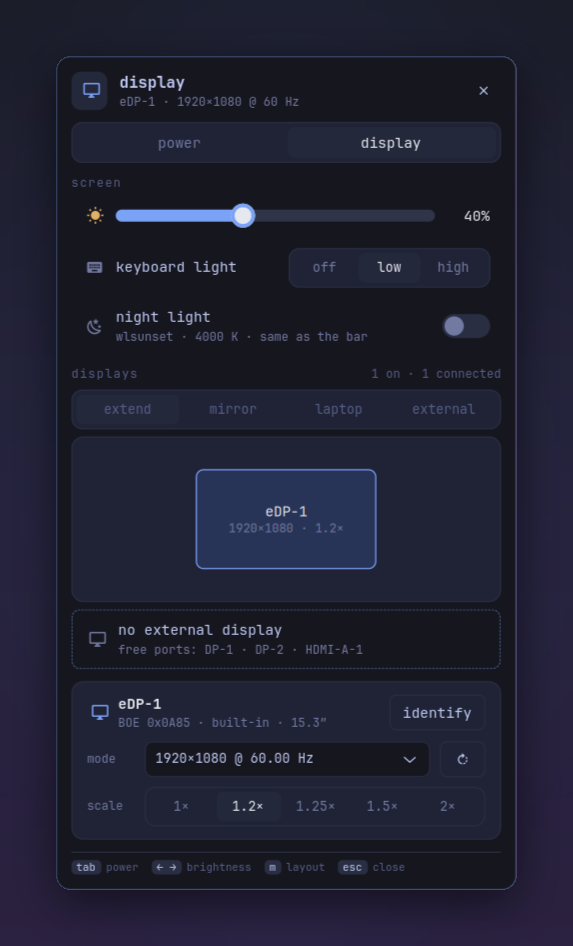 display
eDP-1 · 1920×1080 @ 60 Hz
×
power display
screen
40%
keyboard light off low high
night light
wlsunset · 4000 K · same as the bar
displays 1 on · 1 connected
extend mirror laptop external
eDP-1
1920×1080 · 1.2×
no external display
free ports: DP-1 · DP-2 · HDMI-A-1
eDP-1
BOE 0x0A85 · built-in · 15.3″
identify
mode 1920×1080 @ 60.00 Hz
scale 1× 1.2× 1.25× 1.5× 2×
tab power ← → brightness m layout esc close